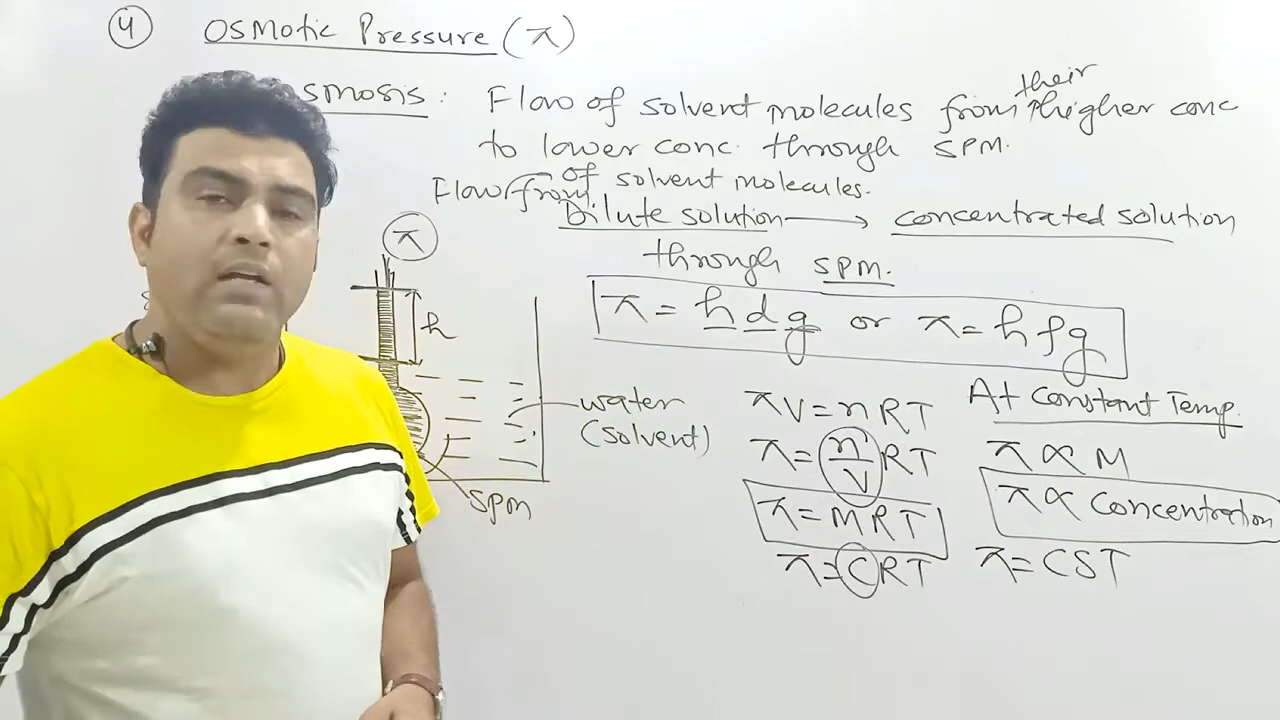 4 Osmotic Pressure (π)
smosis : Flow of solvent molecules from their higher conc
to lower conc. through SPM.
Flow of solvent molecules.
from Dilute solution → concentrated solution
through SPM.
π
π = h d g or π = h ρ g
h
water
(solvent)
SPM
πV = nRT
π = n/V RT
π = MRT
π = CRT
At Constant Temp.
π ∝ M
π ∝ Concentration
π = CST